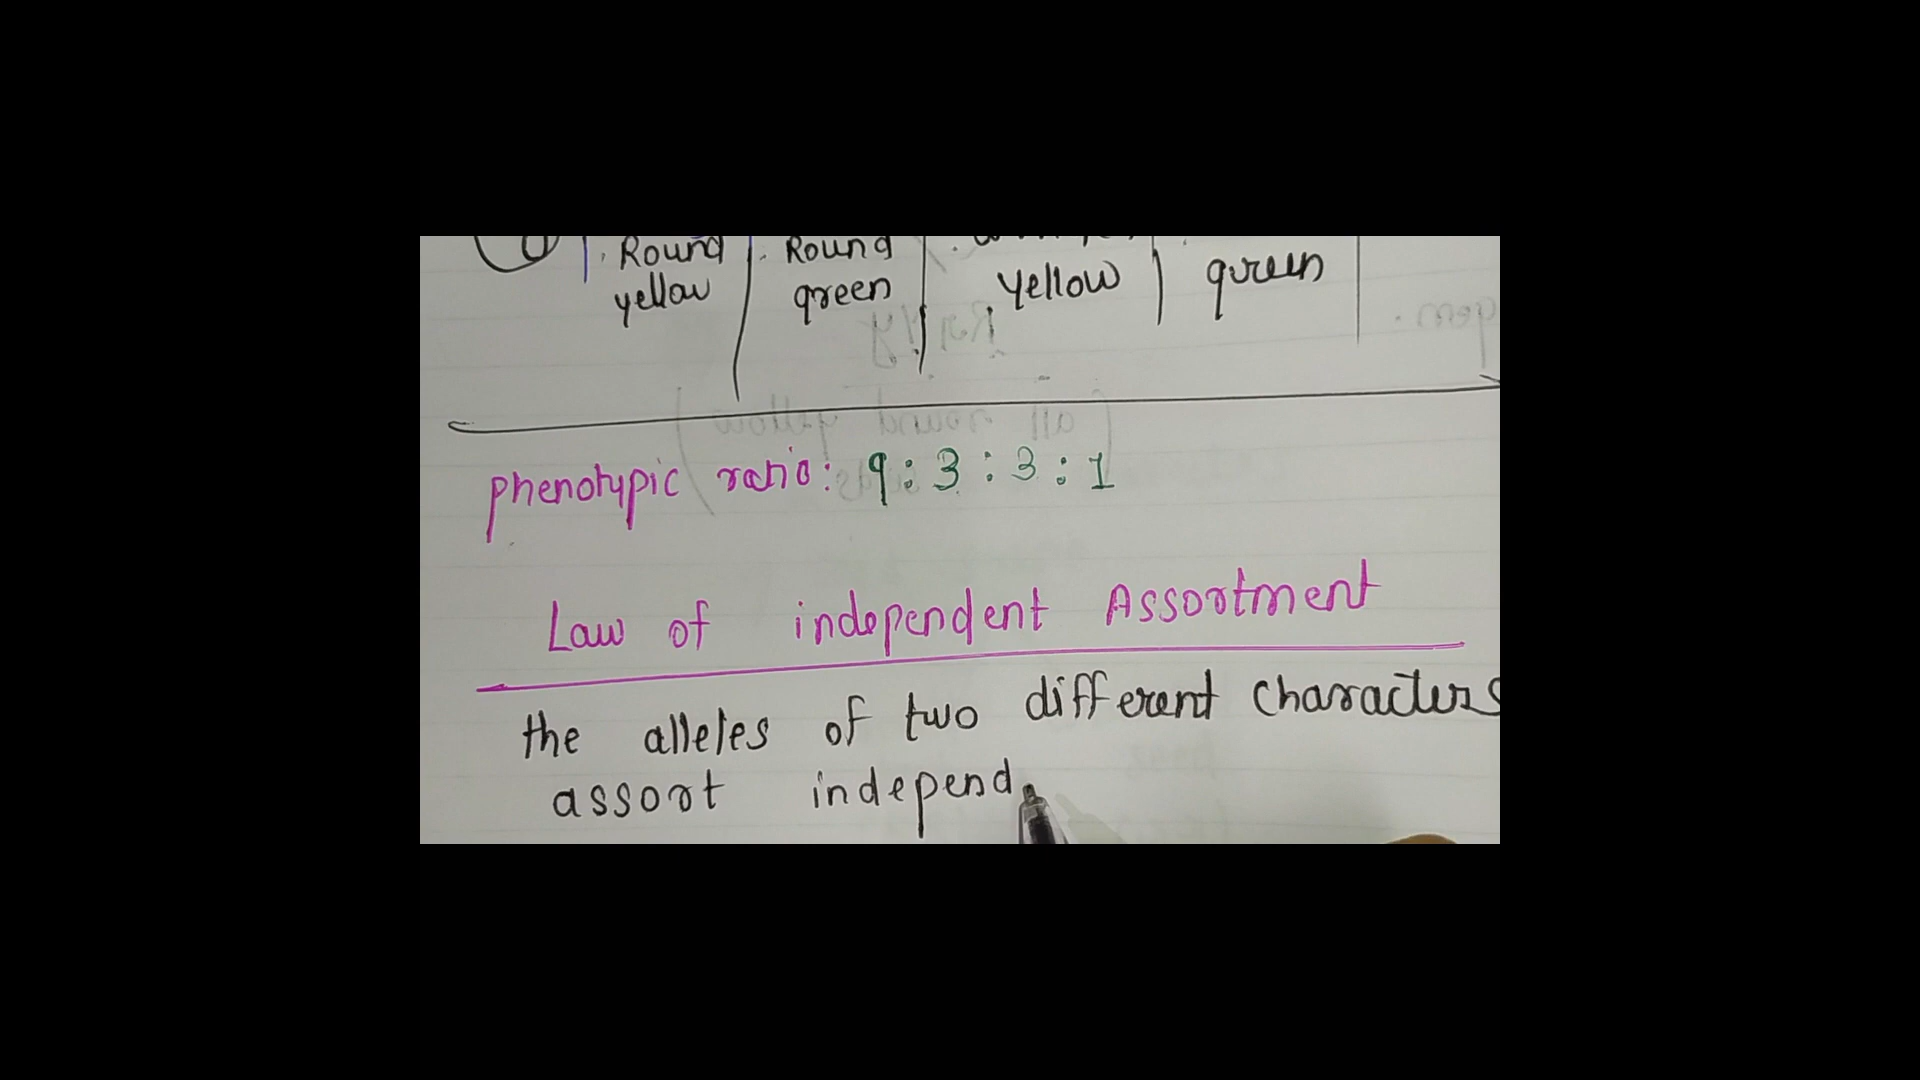 Round Round
yellow green yellow green
phenotypic ratio: 9:3:3:1
Law of independent Assortment
the alleles of two different characters
assort independ